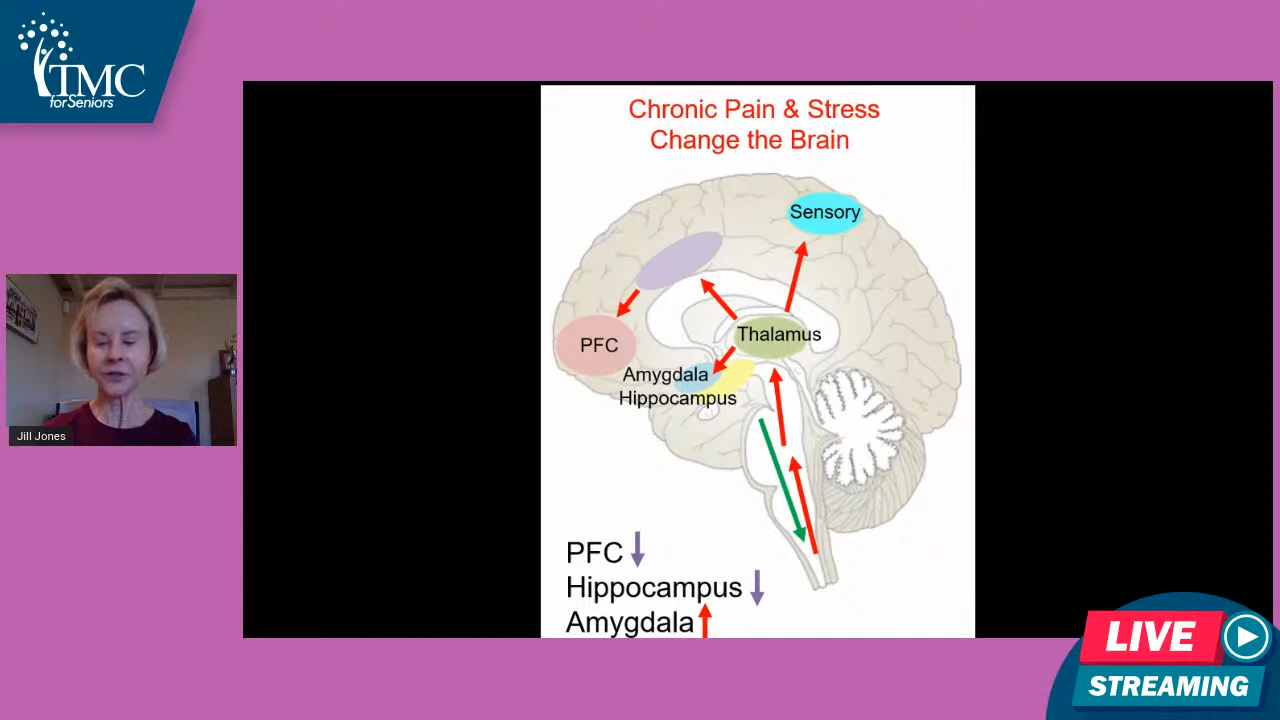 TMC
for Seniors
Chronic Pain & Stress
Change the Brain
Sensory
Thalamus
PFC
Amygdala
Hippocampus
PFC
Hippocampus
Amygdala
Jill Jones
LIVE
STREAMING